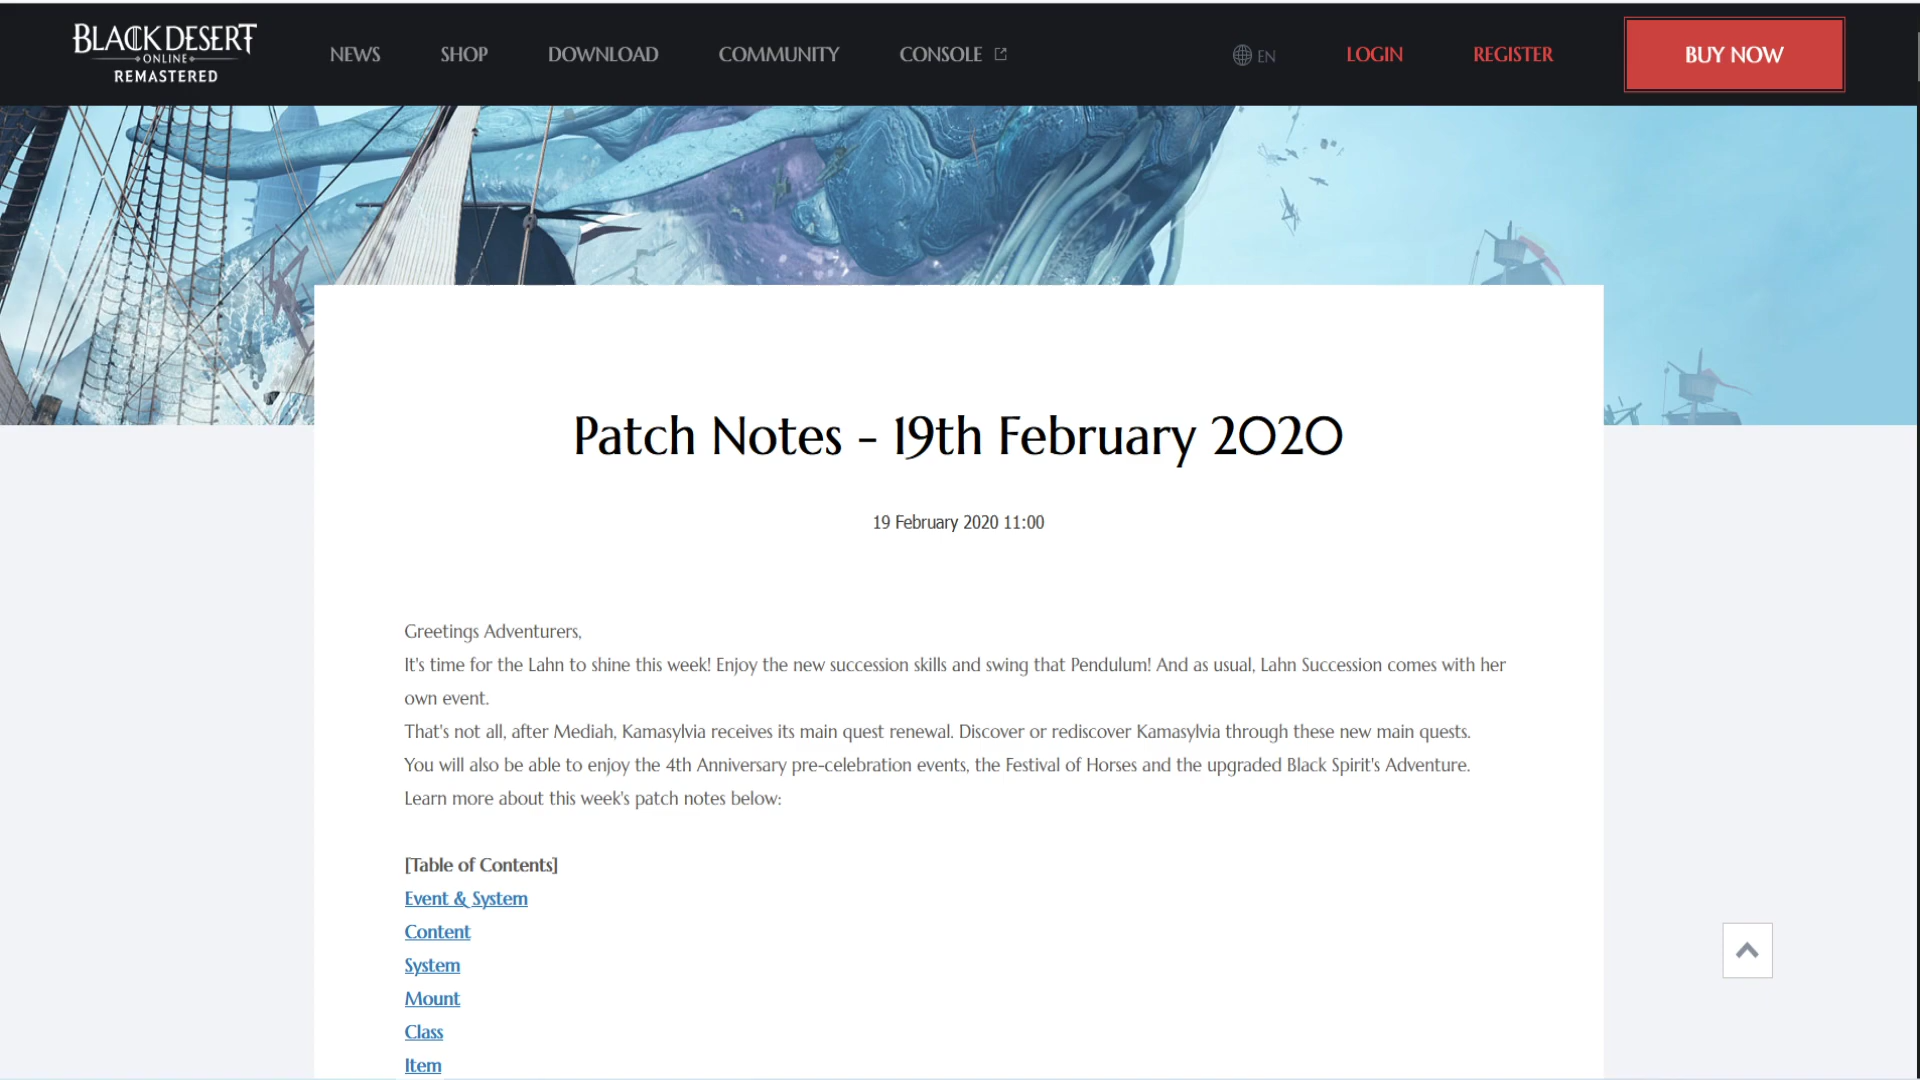 BLACK DESERT
ONLINE
REMASTERED
NEWS
SHOP
DOWNLOAD
COMMUNITY
CONSOLE
EN
LOGIN
REGISTER
BUY NOW
Patch Notes - 19th February 2020
19 February 2020 11:00
Greetings Adventurers,
It's time for the Lahn to shine this week! Enjoy the new succession skills and swing that Pendulum! And as usual, Lahn Succession comes with her
own event.
That's not all, after Mediah, Kamasylvia receives its main quest renewal. Discover or rediscover Kamasylvia through these new main quests.
You will also be able to enjoy the 4th Anniversary pre-celebration events, the Festival of Horses and the upgraded Black Spirit's Adventure.
Learn more about this week's patch notes below:
[Table of Contents]
Event & System
Content
System
Mount
Class
Item